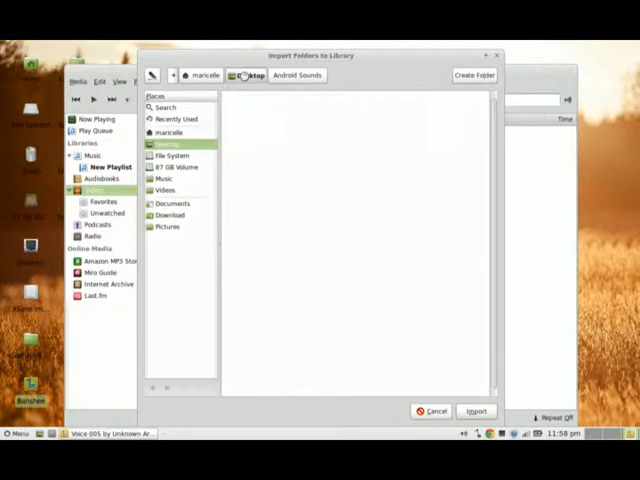 Import Folders to Library
maricelle
Desktop
Android Sounds
Create Folder
Media Edit View
Places
Search
Recently Used
maricelle
Desktop
File System
87 GB Volume
Music
Videos
Documents
Download
Pictures
Now Playing
Play Queue
Libraries
Music
New Playlist
Audiobooks
Videos
Favorites
Unwatched
Podcasts
Radio
Online Media
Amazon MP3 Stor
Miro Guide
Internet Archive
Last.fm
Time
Cancel
Import
Repeat Off
Banshee
Menu
Voice 005 by Unknown Ar...
11:58 pm